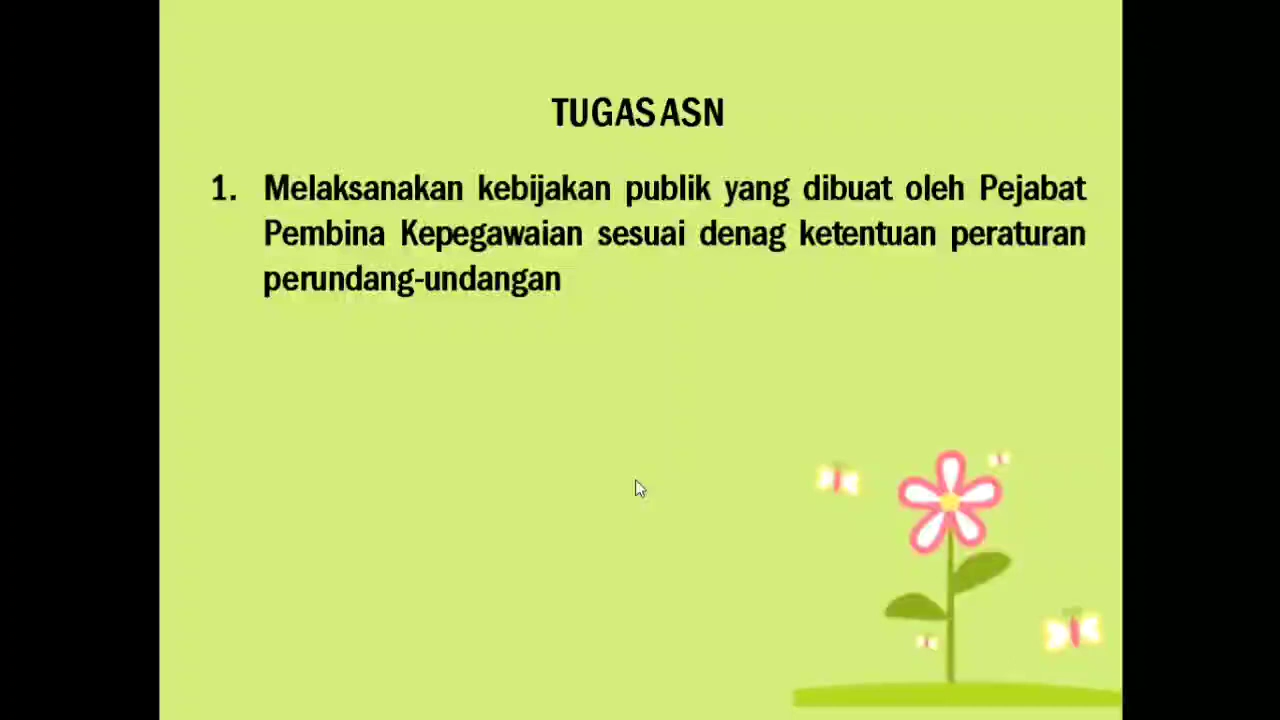 TUGAS ASN
1. Melaksanakan kebijakan publik yang dibuat oleh Pejabat
Pembina Kepegawaian sesuai denag ketentuan peraturan
perundang-undangan